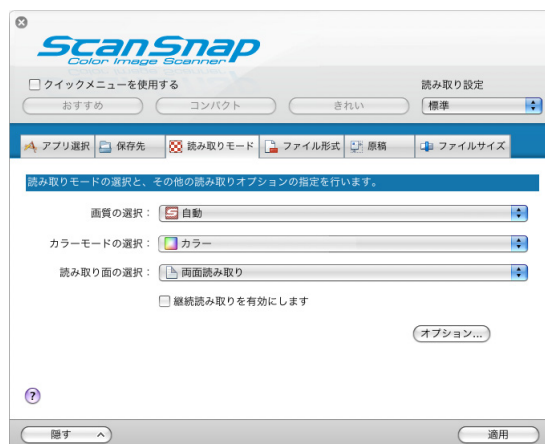 ScanSnap
Color Image Scanner
クイックメニューを使用する
読み取り設定
おすすめ コンパクト きれい 標準
アプリ選択 保存先 読み取りモード ファイル形式 原稿 ファイルサイズ
読み取りモードの選択と、その他の読み取りオプションの指定を行います。
画質の選択： 自動
カラーモードの選択： カラー
読み取り面の選択： 両面読み取り
継続読み取りを有効にします
オプション...
?
隠す 適用